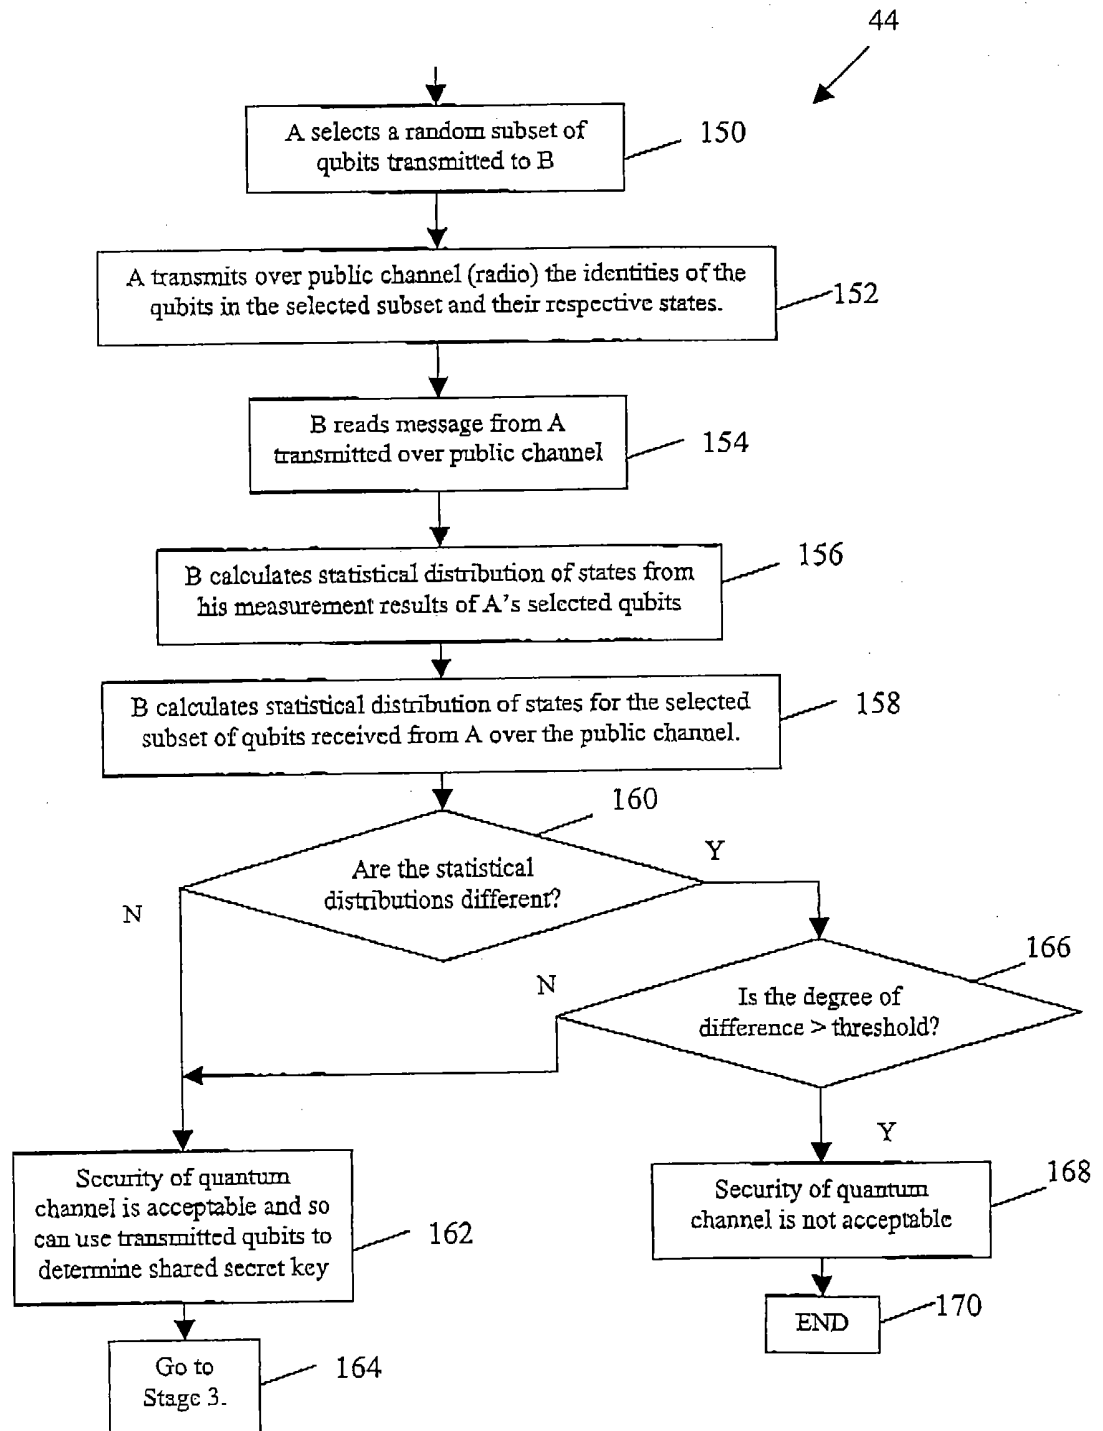 44
A selects a random subset of
qubits transmitted to B
150
A transmits over public channel (radio) the identities of the
qubits in the selected subset and their respective states.
152
B reads message from A
transmitted over public channel
154
B calculates statistical distribution of states from
his measurement results of A's selected qubits
156
B calculates statistical distribution of states for the selected
subset of qubits received from A over the public channel.
158
160
Are the statistical
distributions different?
Y
N
166
Is the degree of
difference > threshold?
N
Y
Security of quantum
channel is acceptable and so
can use transmitted qubits to
determine shared secret key
162
Security of quantum
channel is not acceptable
168
END
170
Go to
Stage 3.
164